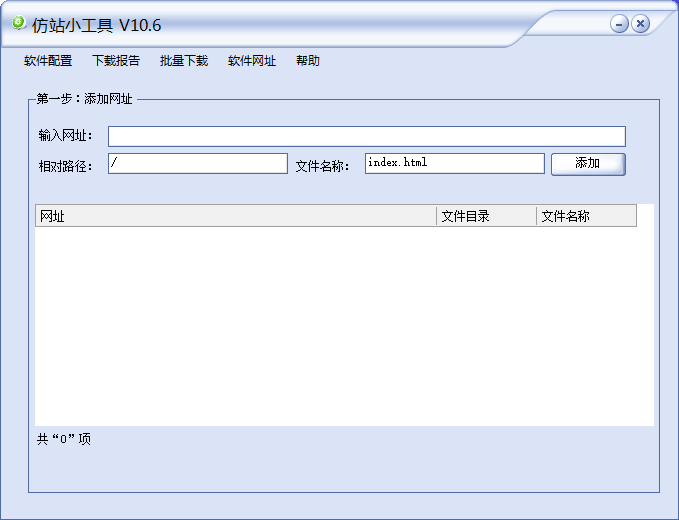 仿站小工具 V10.6
软件配置 下载报告 批量下载 软件网址 帮助
第一步：添加网址
输入网址：
相对路径： / 文件名称： index.html 添加
网址 文件目录 文件名称
共“0”项